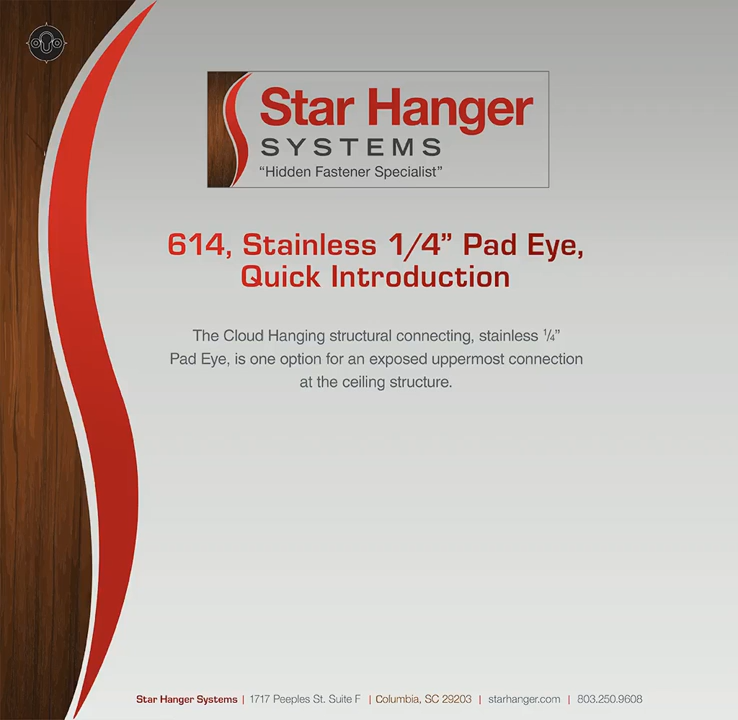 Star Hanger
SYSTEMS
“Hidden Fastener Specialist”
614, Stainless 1/4” Pad Eye,
Quick Introduction
The Cloud Hanging structural connecting, stainless ¼”
Pad Eye, is one option for an exposed uppermost connection
at the ceiling structure.
Star Hanger Systems | 1717 Peeples St. Suite F | Columbia, SC 29203 | starhanger.com | 803.250.9608